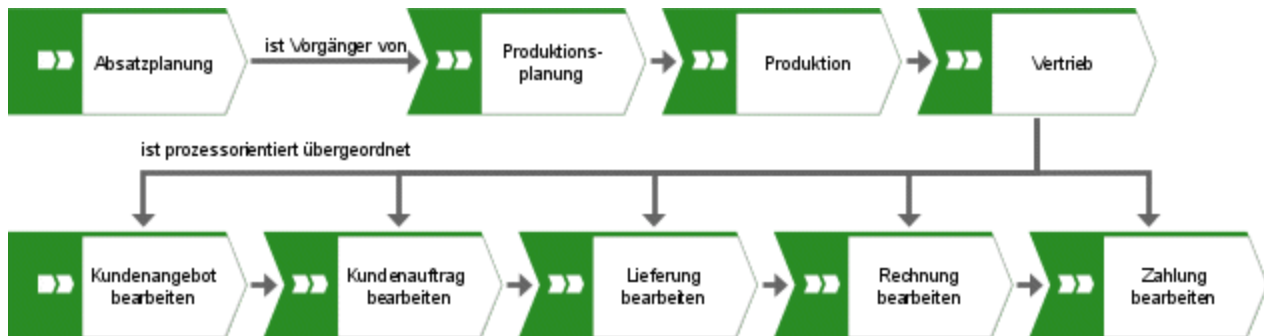 Absatzplanung
ist Vorgänger von
Produktions-
planung
Produktion
Vertrieb
ist prozessorientiert übergeordnet
Kundenangebot
bearbeiten
Kundenauftrag
bearbeiten
Lieferung
bearbeiten
Rechnung
bearbeiten
Zahlung
bearbeiten